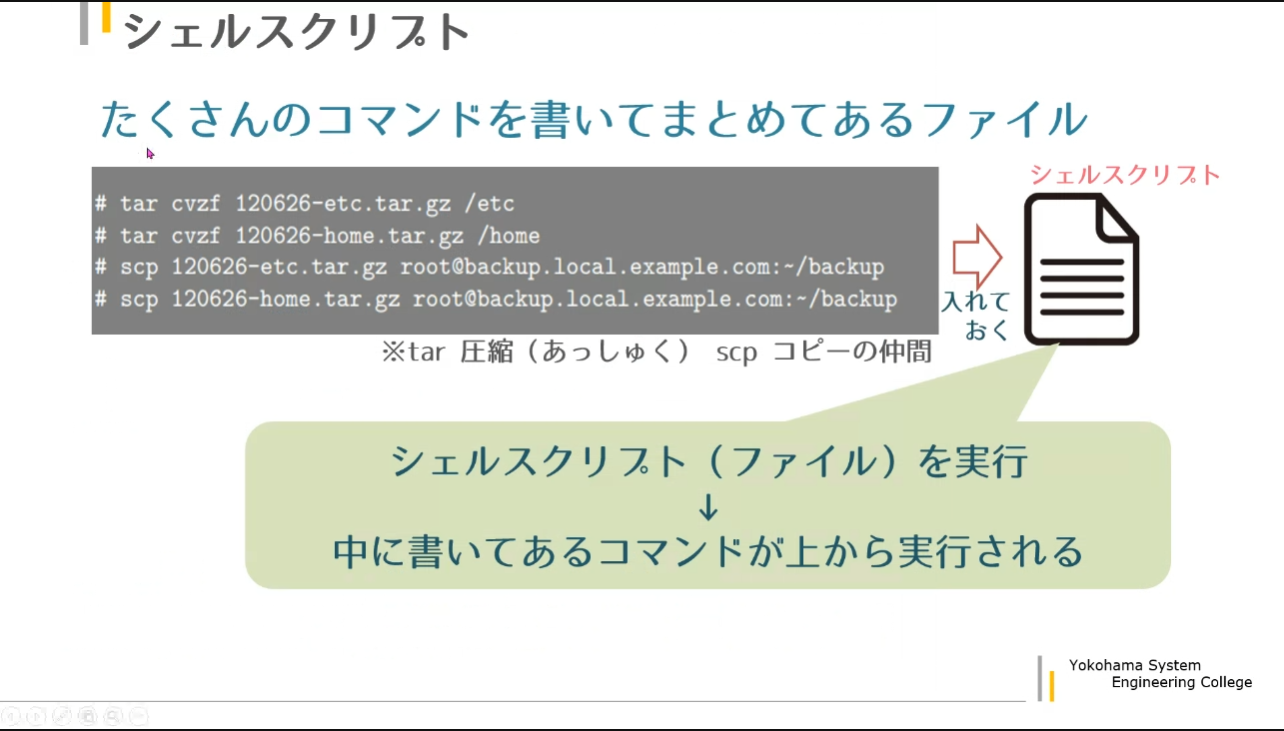 シェルスクリプト
たくさんのコマンドを書いてまとめてあるファイル
シェルスクリプト
# tar cvzf 120626-etc.tar.gz /etc
# tar cvzf 120626-home.tar.gz /home
# scp 120626-etc.tar.gz root@backup.local.example.com:~/backup
# scp 120626-home.tar.gz root@backup.local.example.com:~/backup
入れて
おく
※tar 圧縮（あっしゅく） scp コピーの仲間
シェルスクリプト（ファイル）を実行
↓
中に書いてあるコマンドが上から実行される
Yokohama System
Engineering College